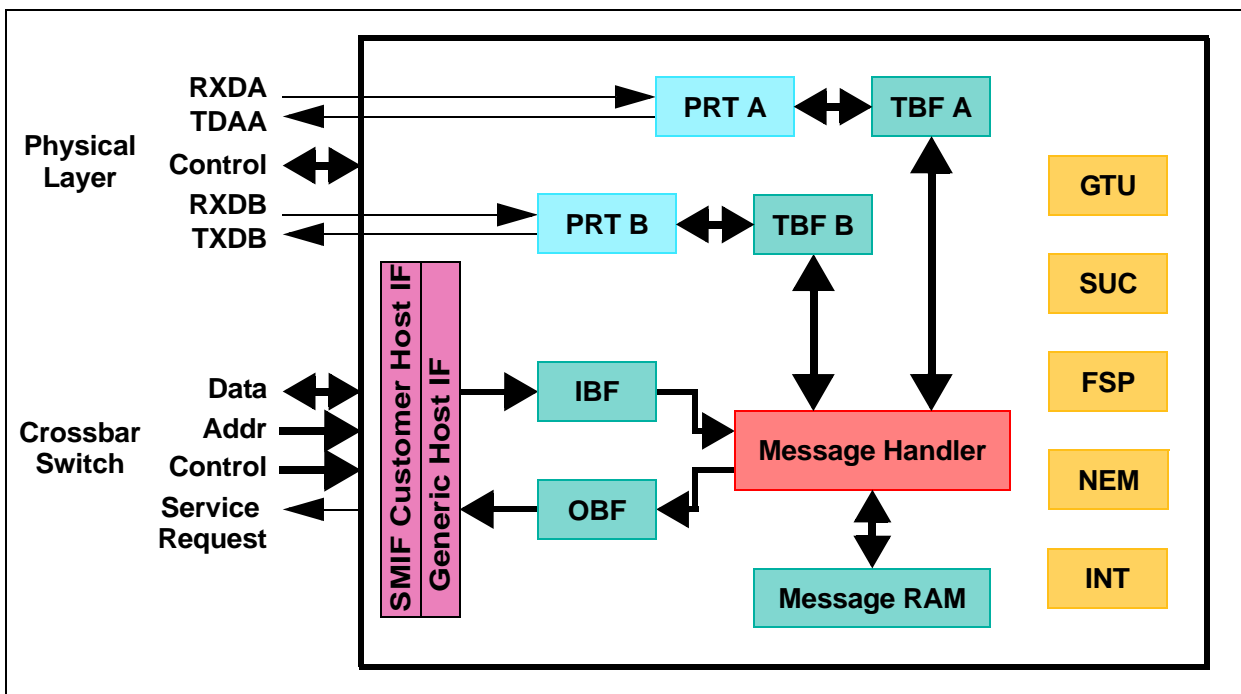 RXDA
TDAA
Physical
Layer
Control
RXDB
TXDB
PRT A
TBF A
PRT B
TBF B
GTU
SUC
FSP
NEM
INT
SMIF Customer Host IF
Generic Host IF
Data
Crossbar
Switch
Addr
Control
Service
Request
IBF
OBF
Message Handler
Message RAM